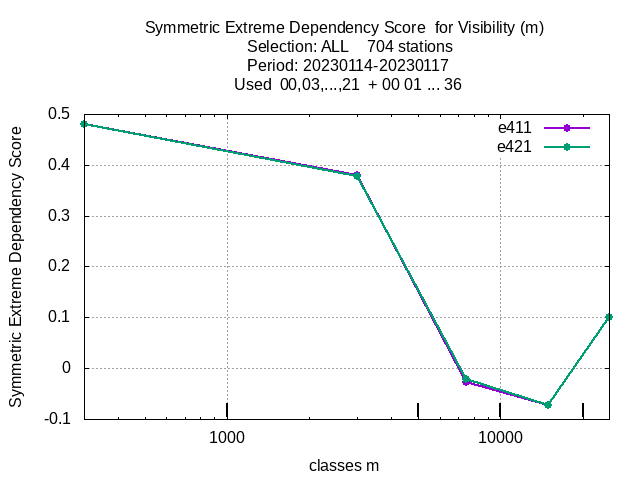 Symmetric Extreme Dependency Score  for Visibility (m)
Selection: ALL    704 stations
Period: 20230114-20230117
Used  00,03,...,21  + 00 01 ... 36
e411
e421
Symmetric Extreme Dependency Score
0.5
0.4
0.3
0.2
0.1
0
-0.1
1000
10000
classes m